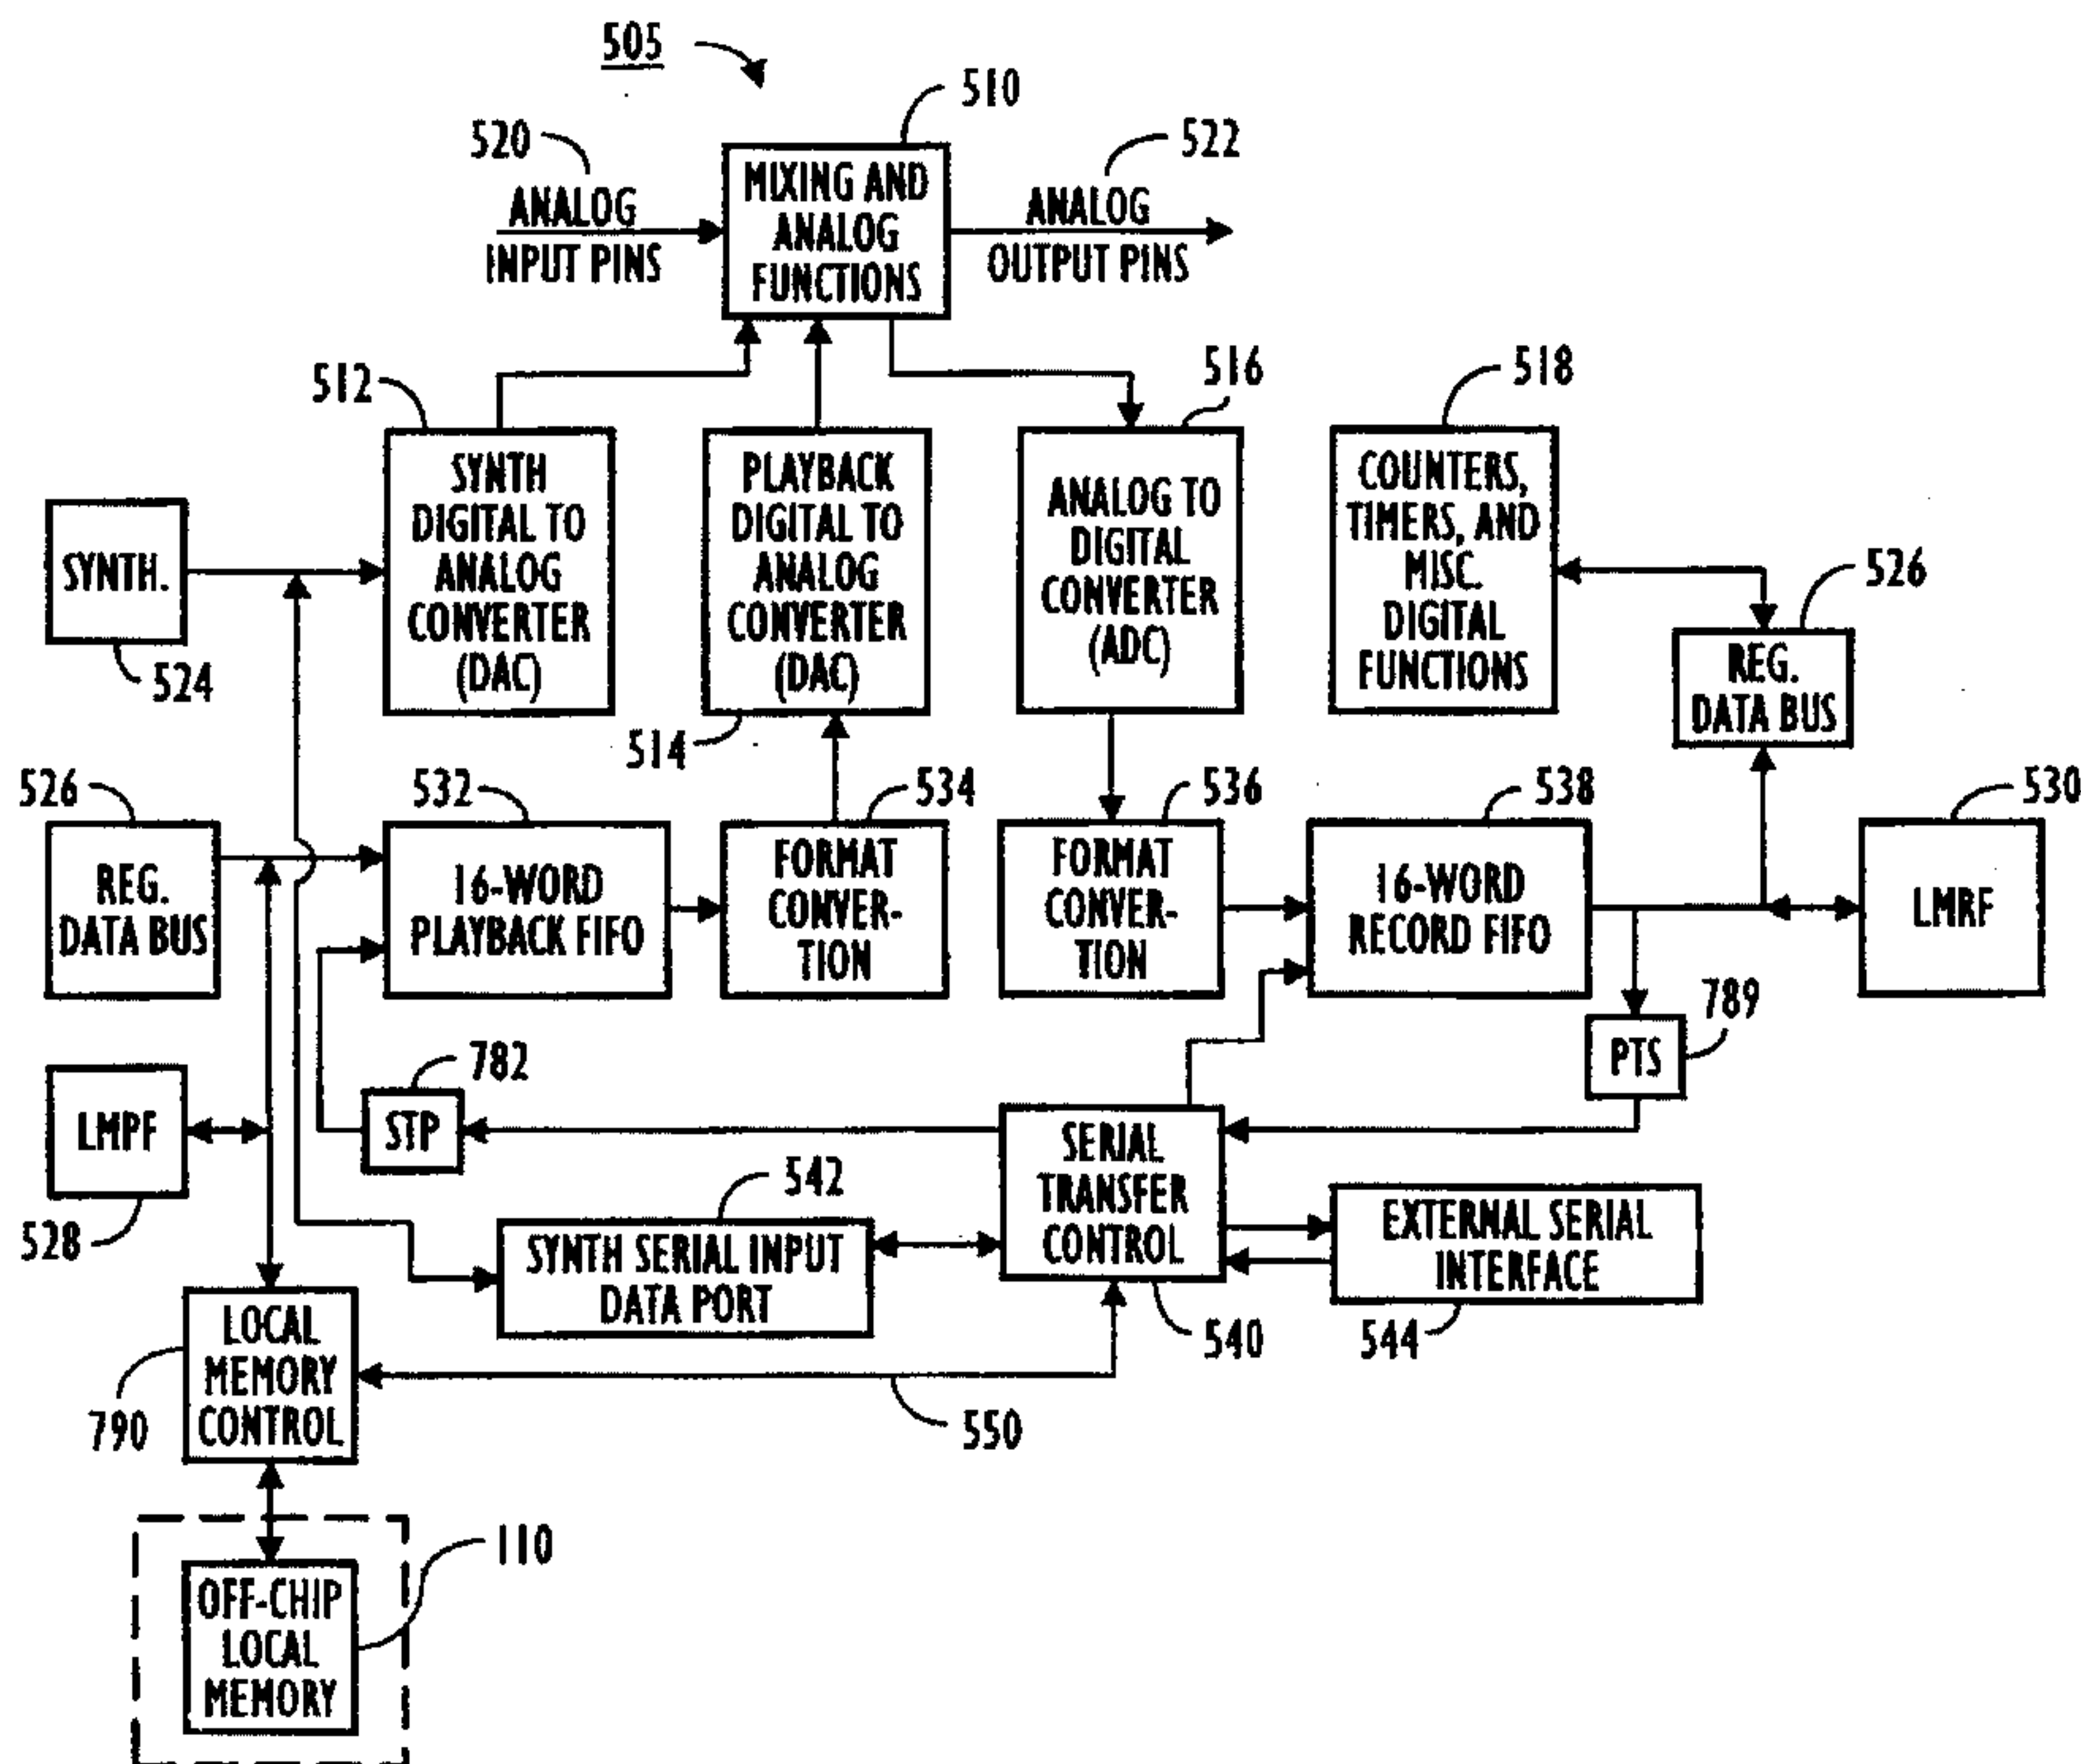 505
510
520
522
ANALOG
INPUT PINS
MIXING AND
ANALOG
FUNCTIONS
ANALOG
OUTPUT PINS
512
516
518
SYNTH
DIGITAL TO
ANALOG
CONVERTER
(DAC)
PLAYBACK
DIGITAL TO
ANALOG
CONVERTER
(DAC)
ANALOG TO
DIGITAL
CONVERTER
(ADC)
COUNTERS,
TIMERS, AND
MISC.
DIGITAL
FUNCTIONS
SYNTH.
524
526
REG.
DATA BUS
514
526
532
534
536
538
530
REG.
DATA BUS
16-WORD
PLAYBACK FIFO
FORMAT
CONVER-
TION
FORMAT
CONVER-
TION
16-WORD
RECORD FIFO
LMRF
789
PTS
782
LMPF
STP
528
542
SYNTH SERIAL INPUT
DATA PORT
SERIAL
TRANSFER
CONTROL
EXTERNAL SERIAL
INTERFACE
540
544
LOCAL
MEMORY
CONTROL
790
550
110
OFF-CHIP
LOCAL
MEMORY